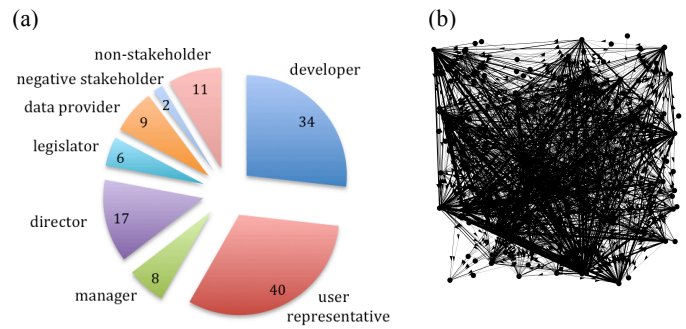 (a)
(b)
non-stakeholder
11
developer
34
negative stakeholder
2
data provider
9
legislator
6
director
17
manager
8
user
representative
40